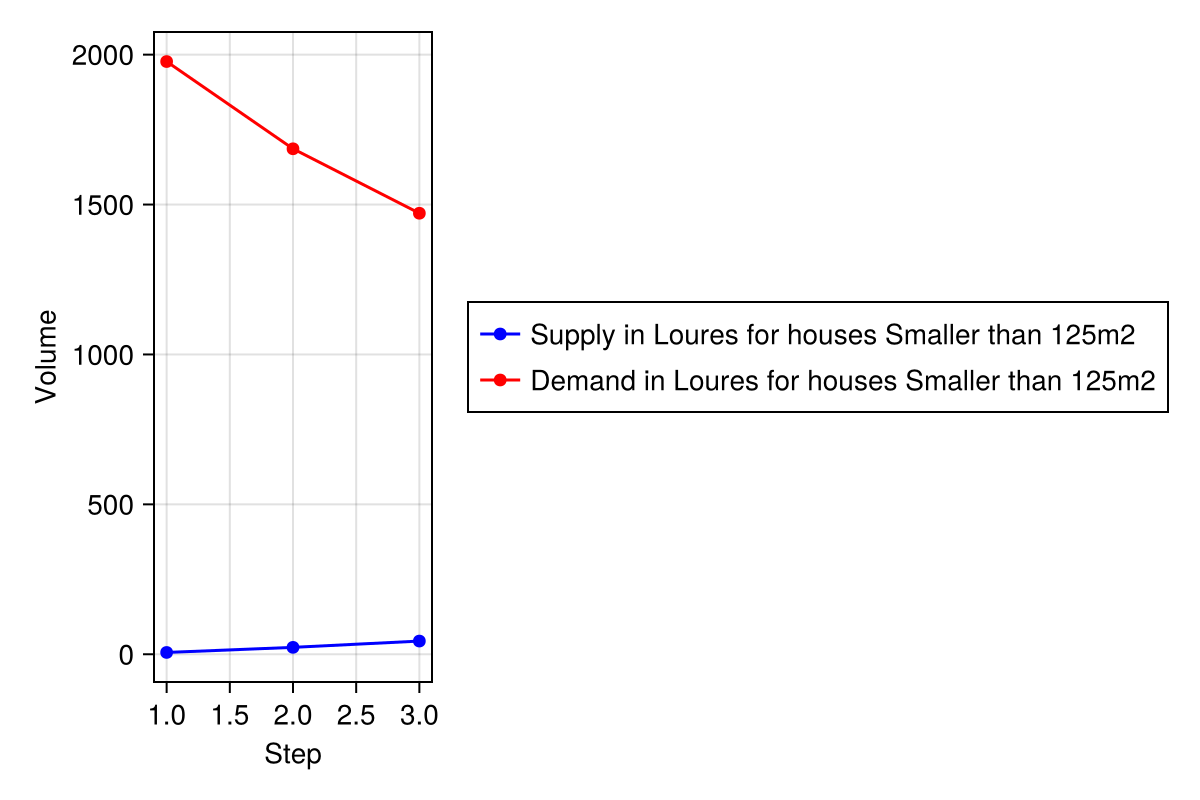 2000
1500
1000
500
0
Volume
1.0 1.5 2.0 2.5 3.0
Step
Supply in Loures for houses Smaller than 125m2
Demand in Loures for houses Smaller than 125m2